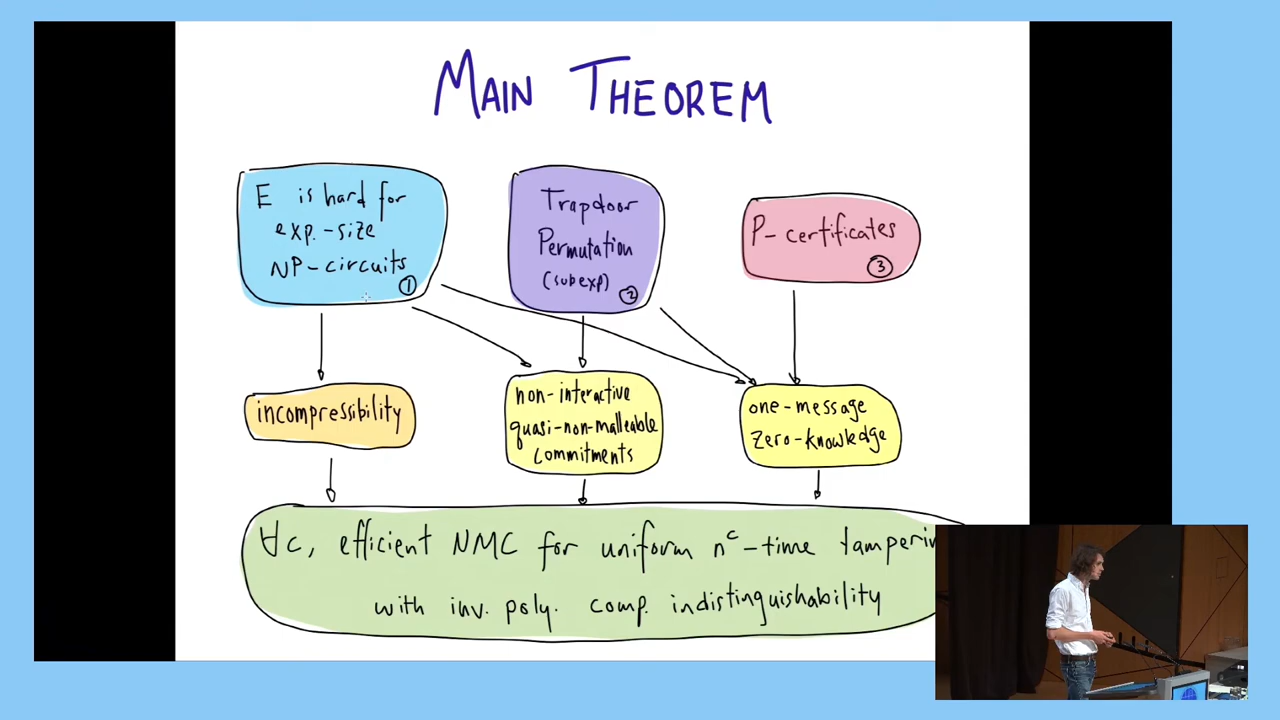 MAIN THEOREM
E is hard for
exp.-size
NP-circuits
①
Trapdoor
Permutation
(subexp)
②
P-certificates
③
incompressibility
non-interactive
quasi-non-malleable
commitments
one-message
zero-knowledge
∀c, efficient NMC for uniform n^c-time
with inv. poly. comp. indistinguishability